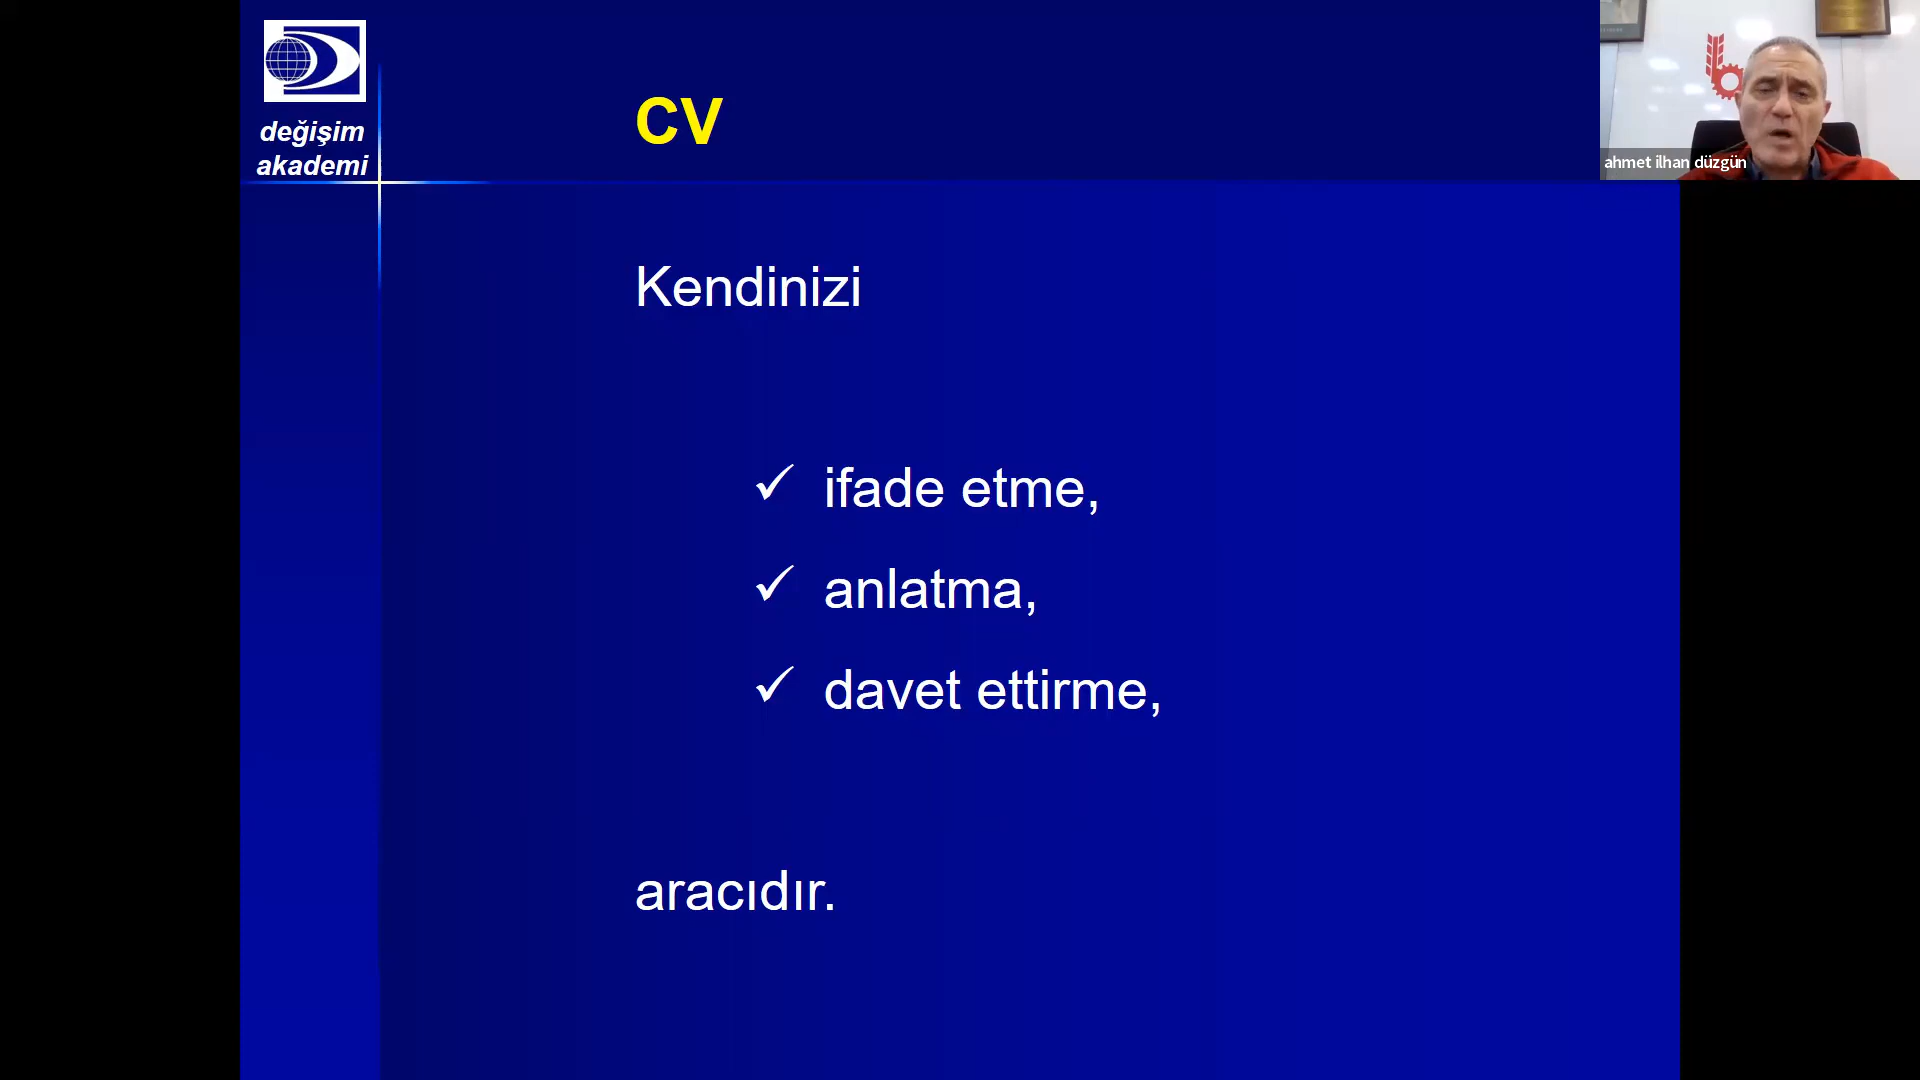 değişim
akademi
CV
ahmet ilhan düzgün
Kendinizi
✓ ifade etme,
✓ anlatma,
✓ davet ettirme,
aracıdır.